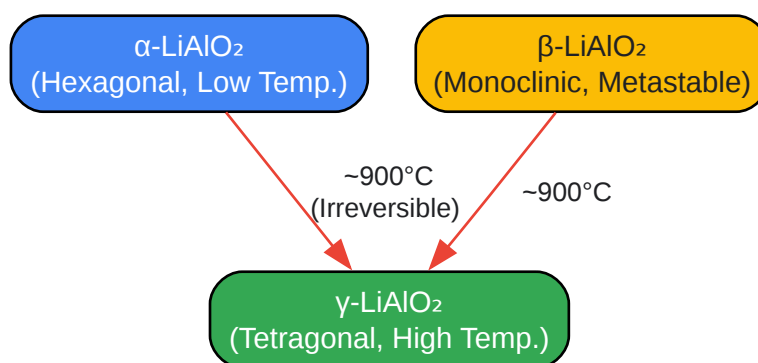 α-LiAlO₂
(Hexagonal, Low Temp.)
β-LiAlO₂
(Monoclinic, Metastable)
~900°C
(Irreversible)
~900°C
γ-LiAlO₂
(Tetragonal, High Temp.)